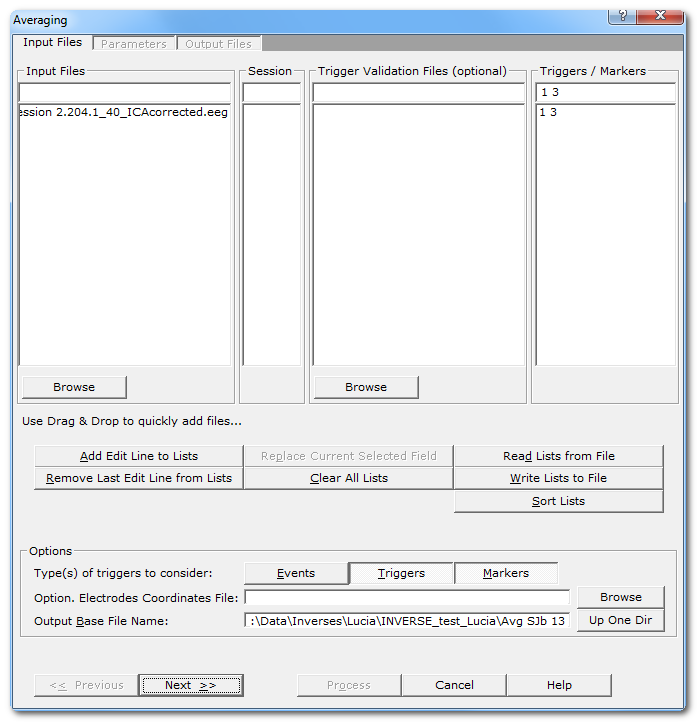 Averaging
?
Input Files Parameters Output Files
Input Files Session Trigger Validation Files (optional) Triggers / Markers
1 3
ession 2.204.1_40_ICAcorrected.eeg 1 3
Browse Browse
Use Drag & Drop to quickly add files...
Add Edit Line to Lists Replace Current Selected Field Read Lists from File
Remove Last Edit Line from Lists Clear All Lists Write Lists to File
Sort Lists
Options
Type(s) of triggers to consider: Events Triggers Markers
Option. Electrodes Coordinates File: Browse
Output Base File Name: :\Data\Inverses\Lucia\INVERSE_test_Lucia\Avg SJb 13 Up One Dir
<< Previous Next >> Process Cancel Help